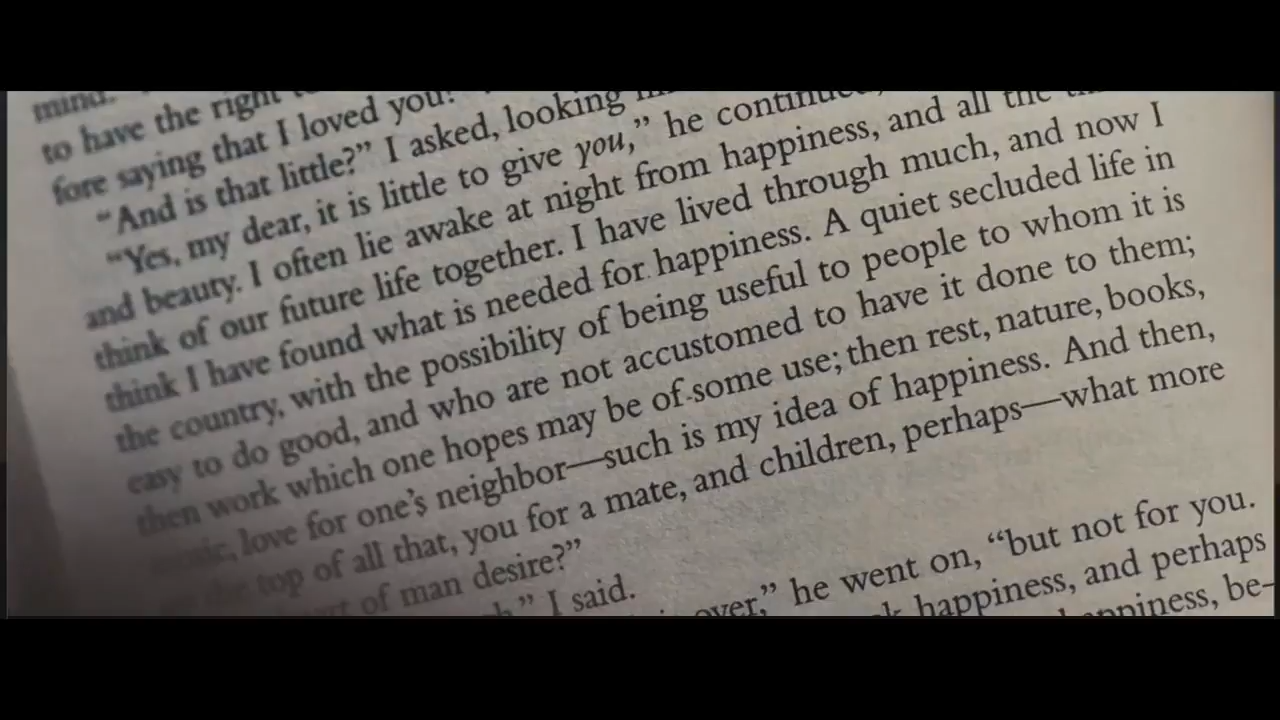 mind.
to have the right
fore saying that I loved you!
“And is that little?” I asked, looking
“Yes, my dear, it is little to give you,” he continued,
and beauty. I often lie awake at night from happiness, and all the
think of our future life together. I have lived through much, and now I
think I have found what is needed for happiness. A quiet secluded life in
the country, with the possibility of being useful to people to whom it is
easy to do good, and who are not accustomed to have it done to them;
then work which one hopes may be of some use; then rest, nature, books,
music, love for one’s neighbor—such is my idea of happiness. And then,
the top of all that, you for a mate, and children, perhaps—what more
of man desire?”
” I said.
over,” he went on, “but not for you.
happiness, and perhaps
happiness, be-